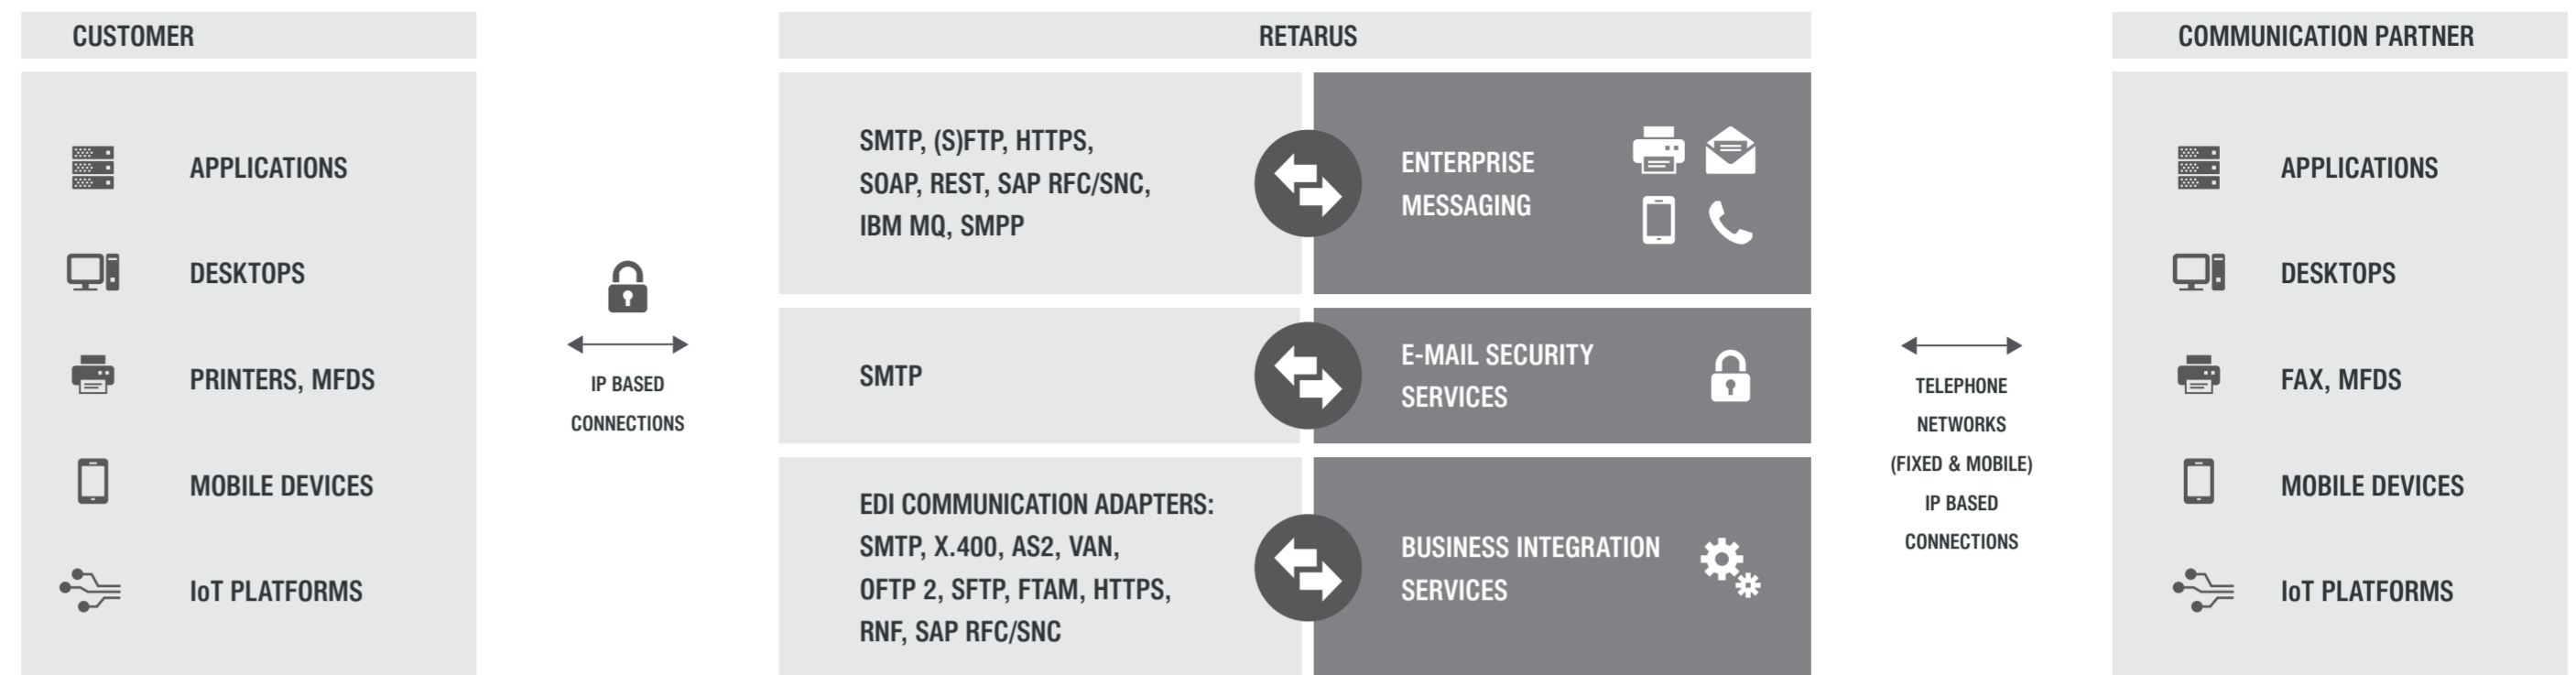 CUSTOMER
APPLICATIONS
DESKTOPS
PRINTERS, MFDS
MOBILE DEVICES
IoT PLATFORMS
IP BASED
CONNECTIONS
RETARUS
SMTP, (S)FTP, HTTPS,
SOAP, REST, SAP RFC/SNC,
IBM MQ, SMPP
ENTERPRISE
MESSAGING
SMTP
E-MAIL SECURITY
SERVICES
EDI COMMUNICATION ADAPTERS:
SMTP, X.400, AS2, VAN,
OFTP 2, SFTP, FTAM, HTTPS,
RNF, SAP RFC/SNC
BUSINESS INTEGRATION
SERVICES
TELEPHONE
NETWORKS
(FIXED & MOBILE)
IP BASED
CONNECTIONS
COMMUNICATION PARTNER
APPLICATIONS
DESKTOPS
FAX, MFDS
MOBILE DEVICES
IoT PLATFORMS